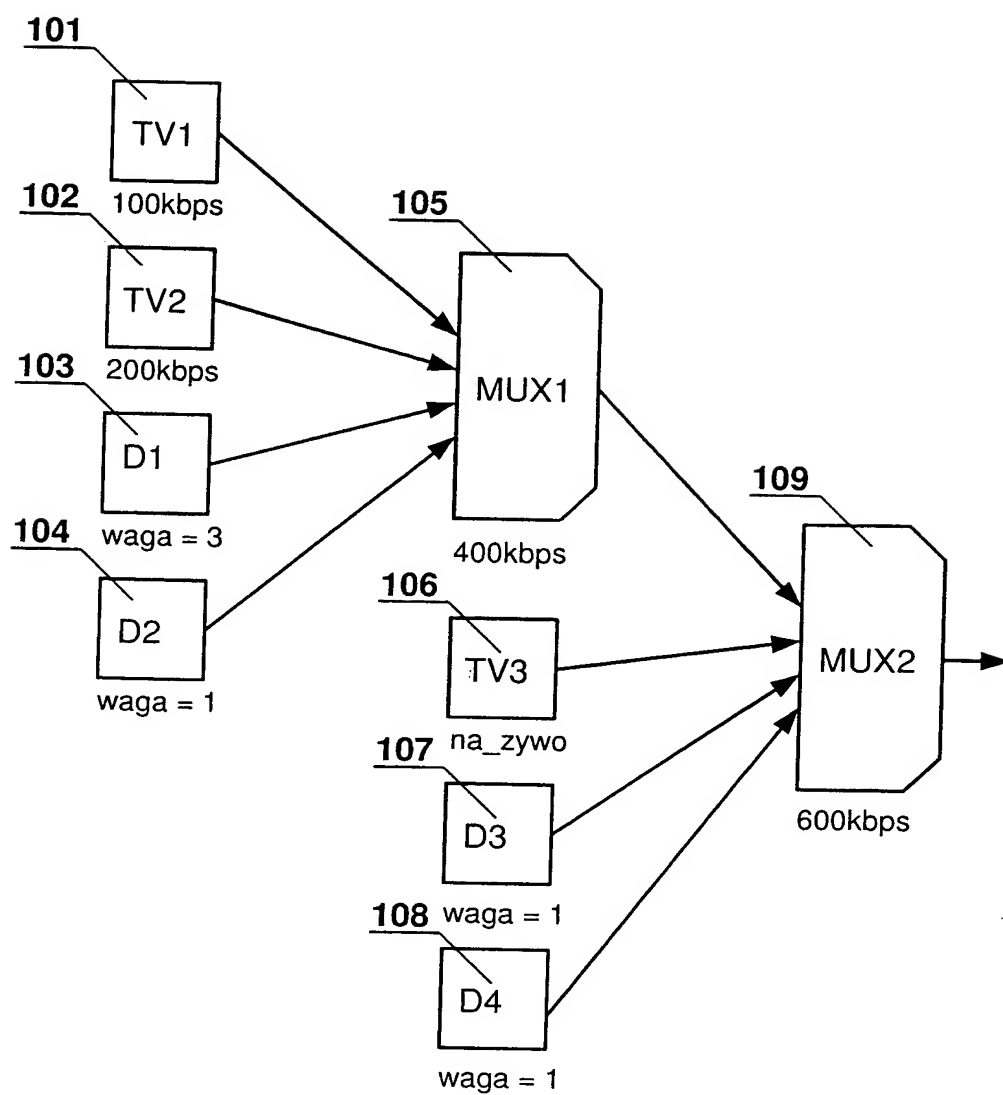 101
TV1
100kbps
102
TV2
200kbps
103
D1
waga = 3
104
D2
waga = 1
105
MUX1
400kbps
106
TV3
na_zywo
107
D3
waga = 1
108
D4
waga = 1
109
MUX2
600kbps